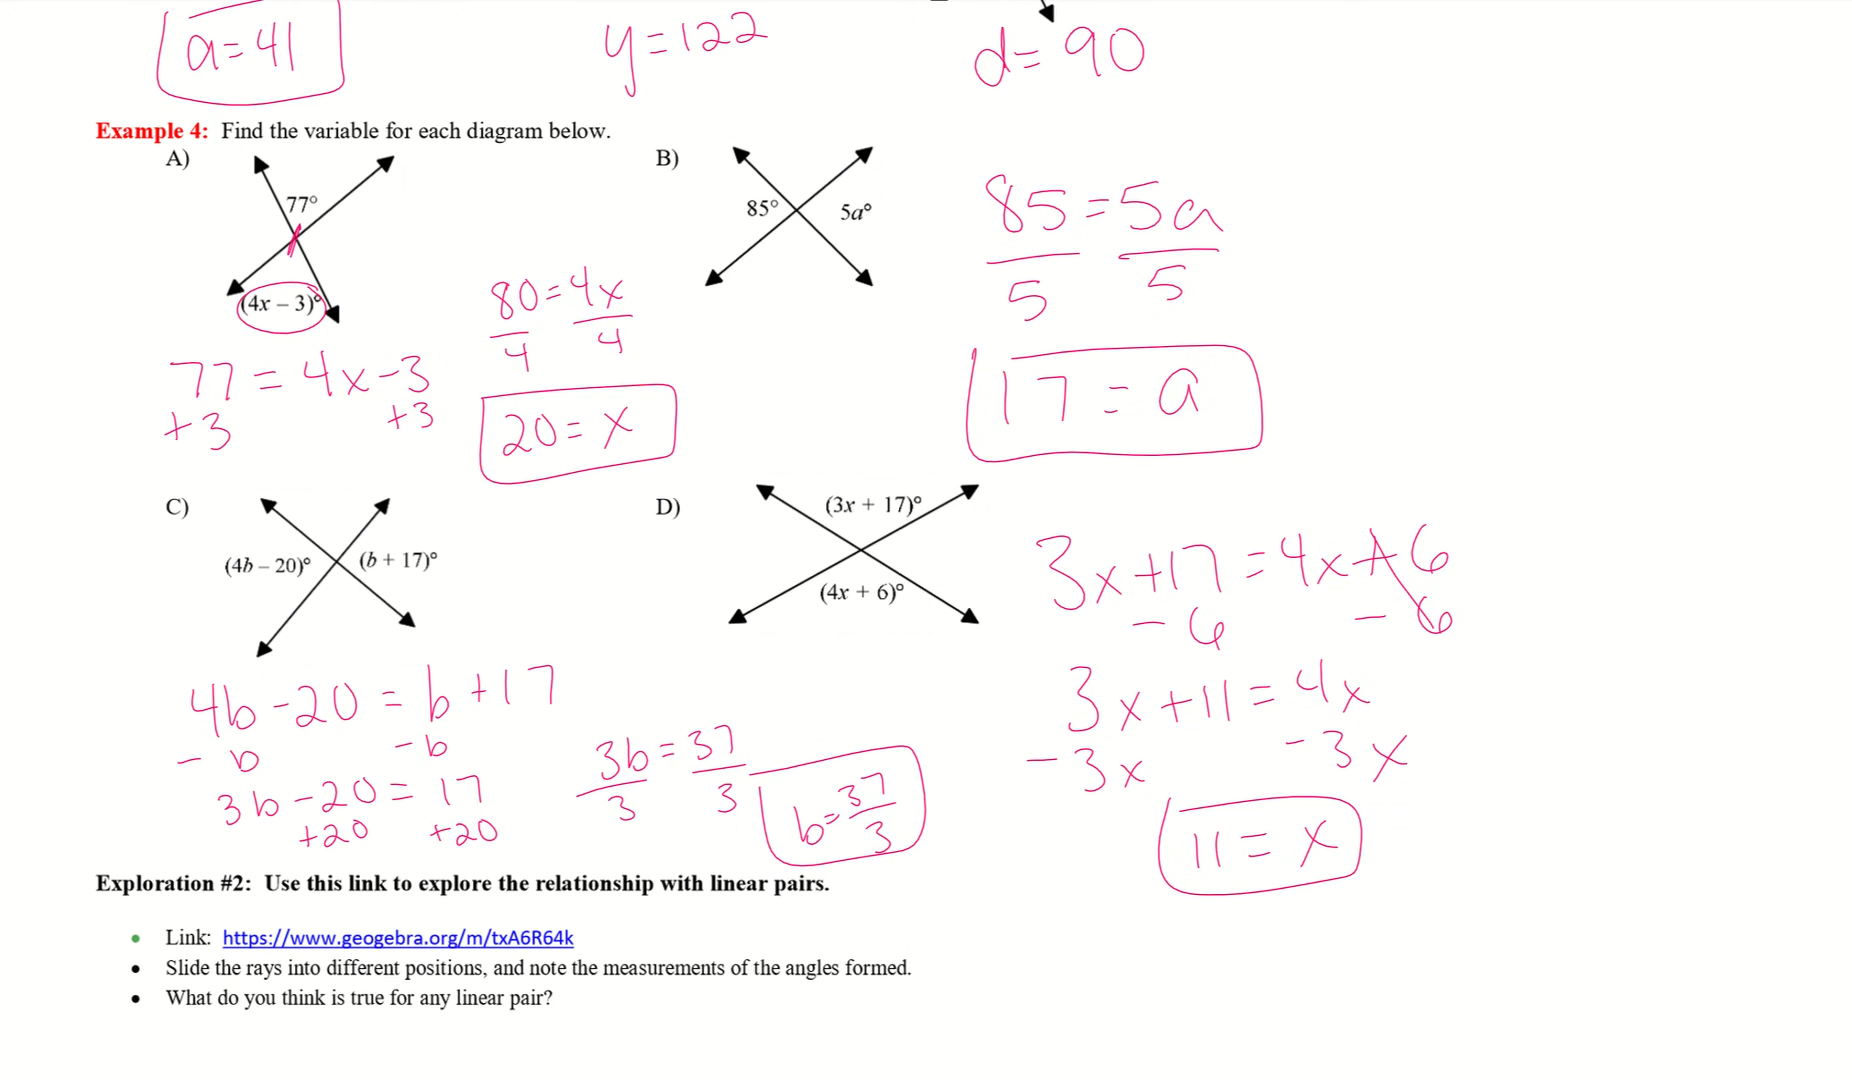 a=41
y=122
d=90
Example 4: Find the variable for each diagram below.
A)
77°
(4x – 3)°
77 = 4x-3
+3 +3
80=4x
4 4
20=x
B)
85°
5a°
85=5a
5 5
17=a
C)
(4b – 20)°
(b + 17)°
4b-20=b+17
-b -b
3b-20=17
+20 +20
3b=37
3 3
b=37
3
D)
(3x + 17)°
(4x + 6)°
3x+17=4x+6
-6 -6
3x+11=4x
-3x -3x
11=x
Exploration #2: Use this link to explore the relationship with linear pairs.
• Link: https://www.geogebra.org/m/txA6R64k
• Slide the rays into different positions, and note the measurements of the angles formed.
• What do you think is true for any linear pair?